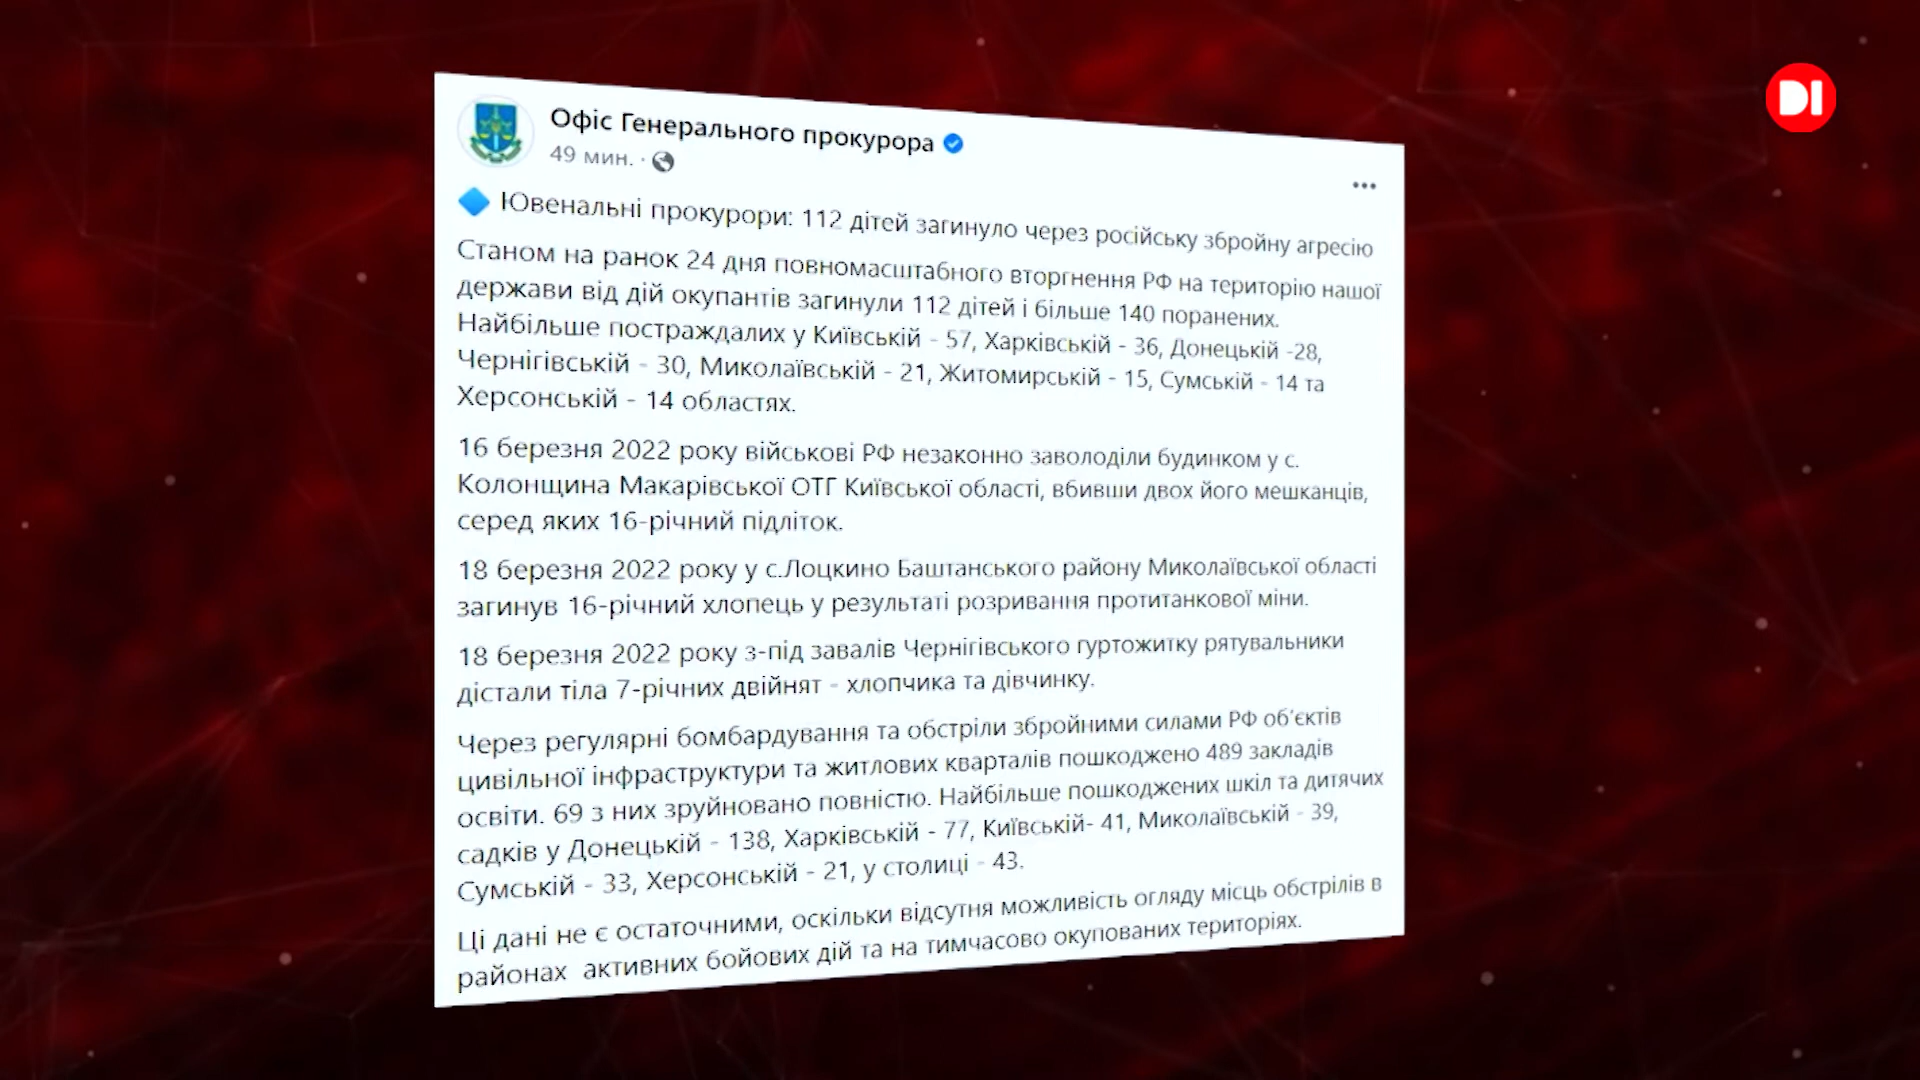 DI
Офіс Генерального прокурора
49 мин. ·
Ювенальні прокурори: 112 дітей загинуло через російську збройну агресію
Станом на ранок 24 дня повномасштабного вторгнення РФ на територію нашої
держави від дій окупантів загинули 112 дітей і більше 140 поранених.
Найбільше постраждалих у Київській - 57, Харківській - 36, Донецькій -28,
Чернігівській - 30, Миколаївській - 21, Житомирській - 15, Сумській - 14 та
Херсонській - 14 областях.
16 березня 2022 року військові РФ незаконно заволоділи будинком у с.
Колонщина Макарівської ОТГ Київської області, вбивши двох його мешканців,
серед яких 16-річний підліток.
18 березня 2022 року у с.Лоцкино Баштанського району Миколаївської області
загинув 16-річний хлопець у результаті розривання протитанкової міни.
18 березня 2022 року з-під завалів Чернігівського гуртожитку рятувальники
дістали тіла 7-річних двійнят - хлопчика та дівчинку.
Через регулярні бомбардування та обстріли збройними силами РФ об'єктів
цивільної інфраструктури та житлових кварталів пошкоджено 489 закладів
освіти. 69 з них зруйновано повністю. Найбільше пошкоджених шкіл та дитячих
садків у Донецькій - 138, Харківській - 77, Київській- 41, Миколаївській - 39,
Сумській - 33, Херсонській - 21, у столиці - 43.
Ці дані не є остаточними, оскільки відсутня можливість огляду місць обстрілів в
районах активних бойових дій та на тимчасово окупованих територіях.